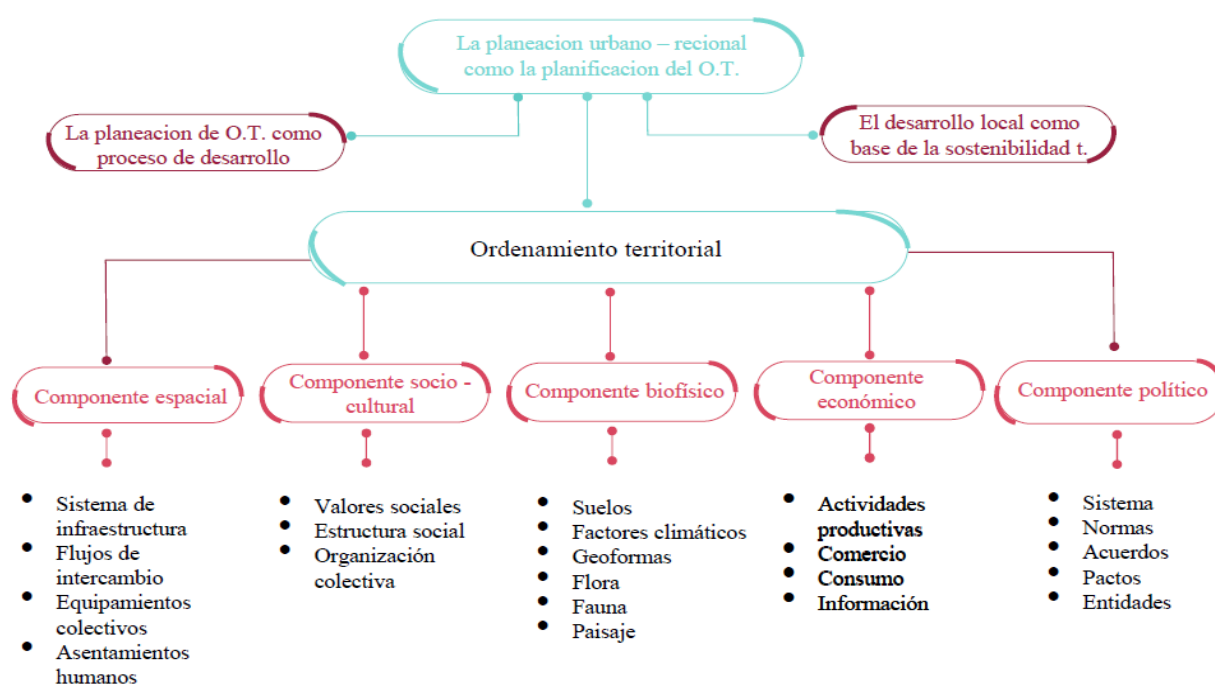 La planeacion urbano – recional
como la planificacion del O.T.
La planeacion de O.T. como
proceso de desarrollo
El desarrollo local como
base de la sostenibilidad t.
Ordenamiento territorial
Componente espacial
Componente socio -
cultural
Componente biofísico
Componente
económico
Componente político
Sistema de
infraestructura
Flujos de
intercambio
Equipamientos
colectivos
Asentamientos
humanos
Valores sociales
Estructura social
Organización
colectiva
Suelos
Factores climáticos
Geoformas
Flora
Fauna
Paisaje
Actividades
productivas
Comercio
Consumo
Información
Sistema
Normas
Acuerdos
Pactos
Entidades